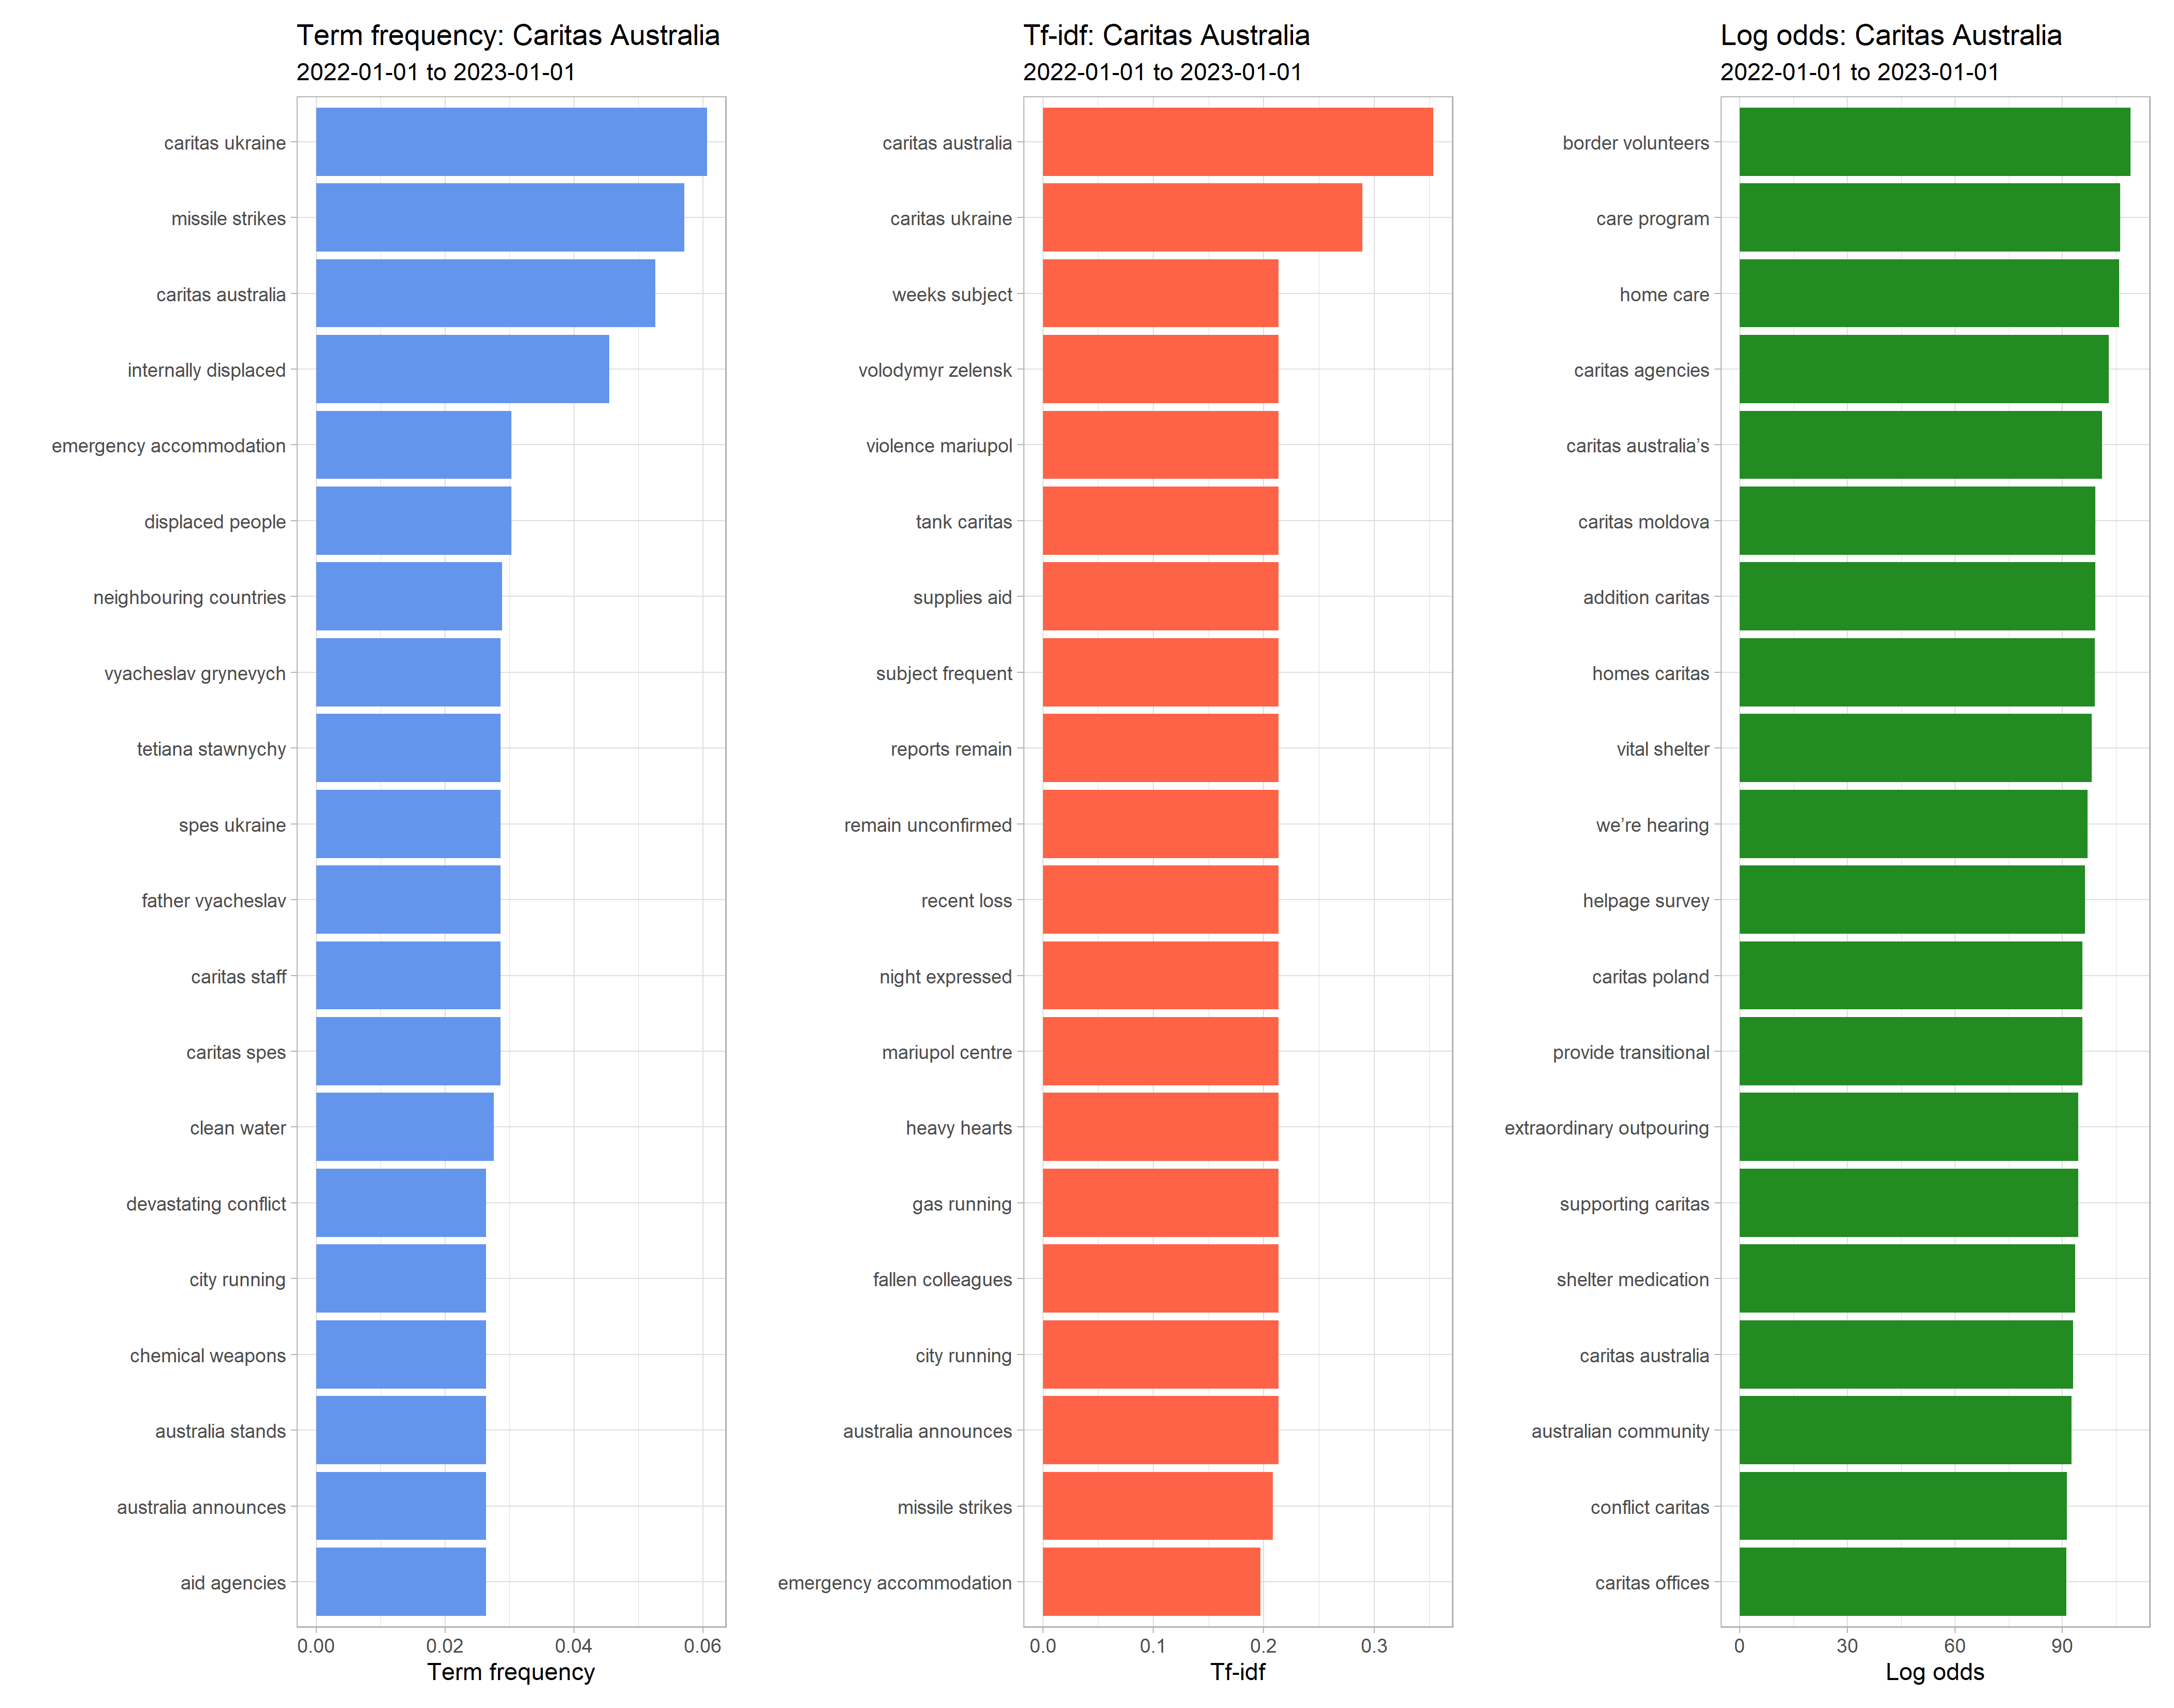 Term frequency: Caritas Australia
2022-01-01 to 2023-01-01
caritas ukraine
missile strikes
caritas australia
internally displaced
emergency accommodation
displaced people
neighbouring countries
vyacheslav grynevych
tetiana stawnychy
spes ukraine
father vyacheslav
caritas staff
caritas spes
clean water
devastating conflict
city running
chemical weapons
australia stands
australia announces
aid agencies
0.00 0.02 0.04 0.06
Term frequency
Tf-idf: Caritas Australia
2022-01-01 to 2023-01-01
caritas australia
caritas ukraine
weeks subject
volodymyr zelensk
violence mariupol
tank caritas
supplies aid
subject frequent
reports remain
remain unconfirmed
recent loss
night expressed
mariupol centre
heavy hearts
gas running
fallen colleagues
city running
australia announces
missile strikes
emergency accommodation
0.0 0.1 0.2 0.3
Tf-idf
Log odds: Caritas Australia
2022-01-01 to 2023-01-01
border volunteers
care program
home care
caritas agencies
caritas australia’s
caritas moldova
addition caritas
homes caritas
vital shelter
we’re hearing
helpage survey
caritas poland
provide transitional
extraordinary outpouring
supporting caritas
shelter medication
caritas australia
australian community
conflict caritas
caritas offices
0 30 60 90
Log odds